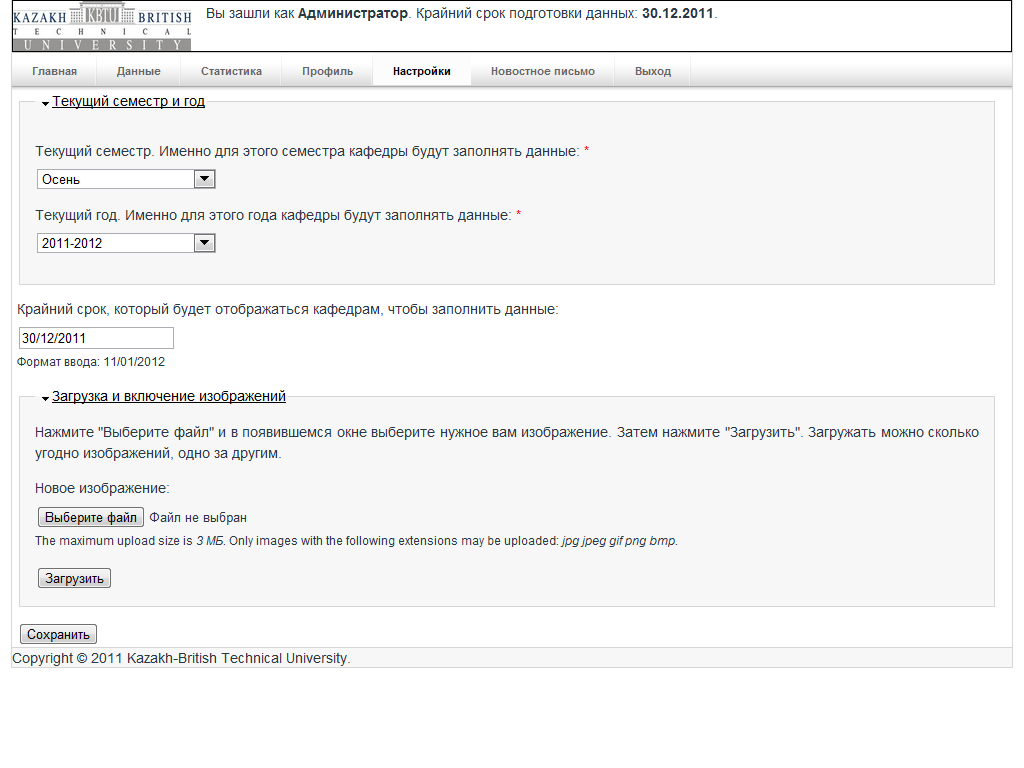 KAZAKH KBTU BRITISH
TECHNICAL
UNIVERSITY
Вы зашли как Администратор. Крайний срок подготовки данных: 30.12.2011.
Главная Данные Статистика Профиль Настройки Новостное письмо Выход
Текущий семестр и год
Текущий семестр. Именно для этого семестра кафедры будут заполнять данные: *
Осень
Текущий год. Именно для этого года кафедры будут заполнять данные: *
2011-2012
Крайний срок, который будет отображаться кафедрам, чтобы заполнить данные:
30/12/2011
Формат ввода: 11/01/2012
Загрузка и включение изображений
Нажмите "Выберите файл" и в появившемся окне выберите нужное вам изображение. Затем нажмите "Загрузить". Загружать можно сколько
угодно изображений, одно за другим.
Новое изображение:
Выберите файл Файл не выбран
The maximum upload size is 3 МБ. Only images with the following extensions may be uploaded: jpg jpeg gif png bmp.
Загрузить
Сохранить
Copyright © 2011 Kazakh-British Technical University.